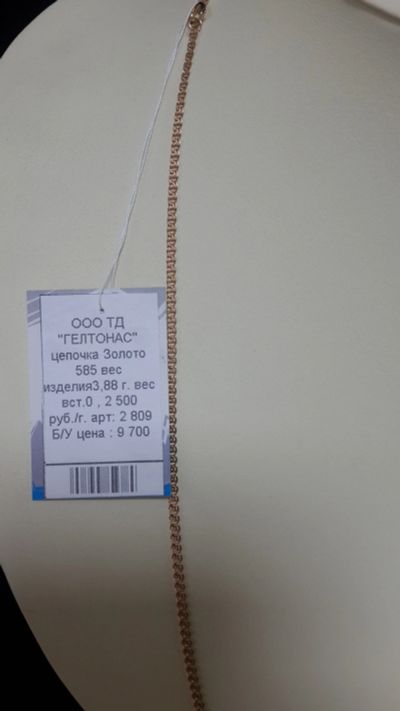 ООО ТД
"ГЕЛТОНАС"
цепочка Золото
585 вес
изделия3,88 г. вес
вст.0 , 2 500
руб./г. арт: 2 809
Б/У цена : 9 700